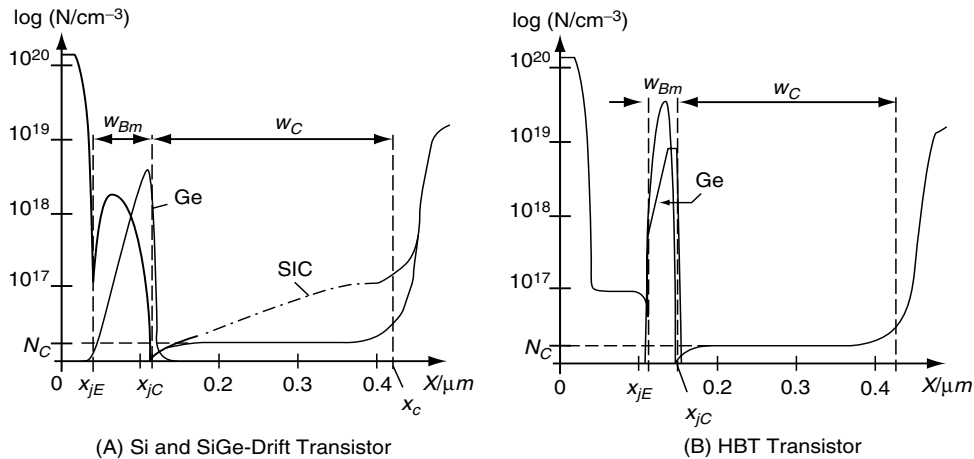 log (N/cm⁻³)
10²⁰
10¹⁹
10¹⁸
10¹⁷
N_C
w_Bm
w_C
Ge
SIC
0
x_jE
x_jC
0.2
0.3
0.4
X/μm
x_c
(A) Si and SiGe-Drift Transistor
log (N/cm⁻³)
10²⁰
10¹⁹
10¹⁸
10¹⁷
N_C
w_Bm
w_C
Ge
0
x_jE
x_jC
0.2
0.3
0.4
X/μm
(B) HBT Transistor